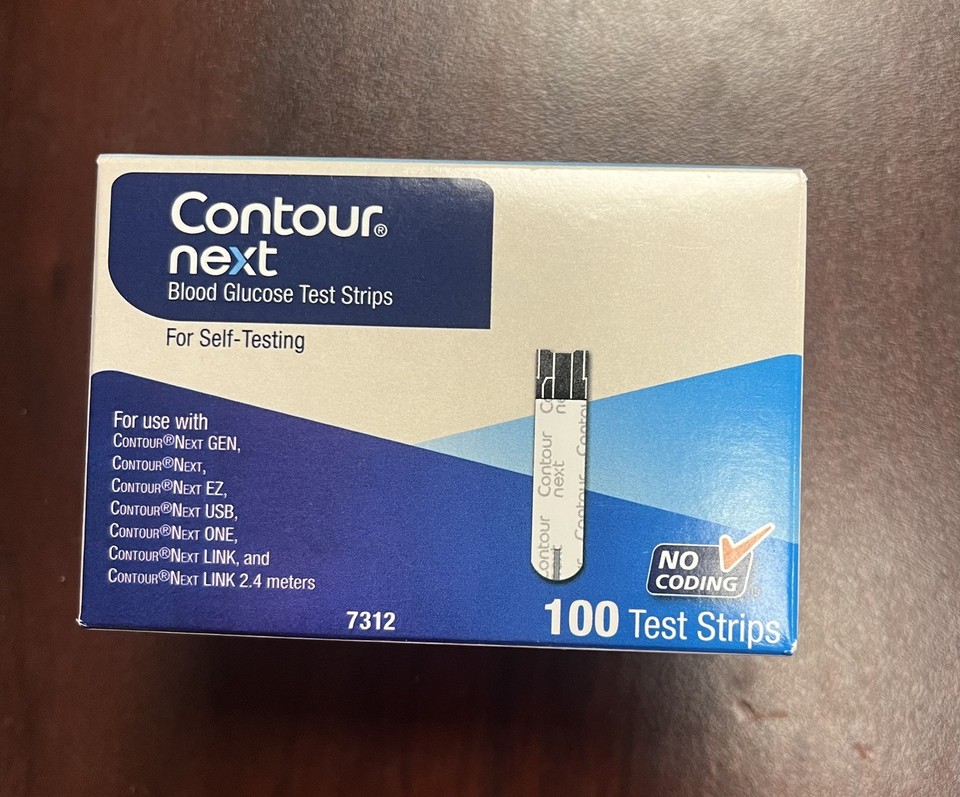 Contour®
next
Blood Glucose Test Strips
For Self-Testing
For use with
CONTOUR®NEXT GEN,
CONTOUR®NEXT,
CONTOUR®NEXT EZ,
CONTOUR®NEXT USB,
CONTOUR®NEXT ONE,
CONTOUR®NEXT LINK, and
CONTOUR®NEXT LINK 2.4 meters
7312
Contour
next
Contour
Contour
NO
CODING
100 Test Strips